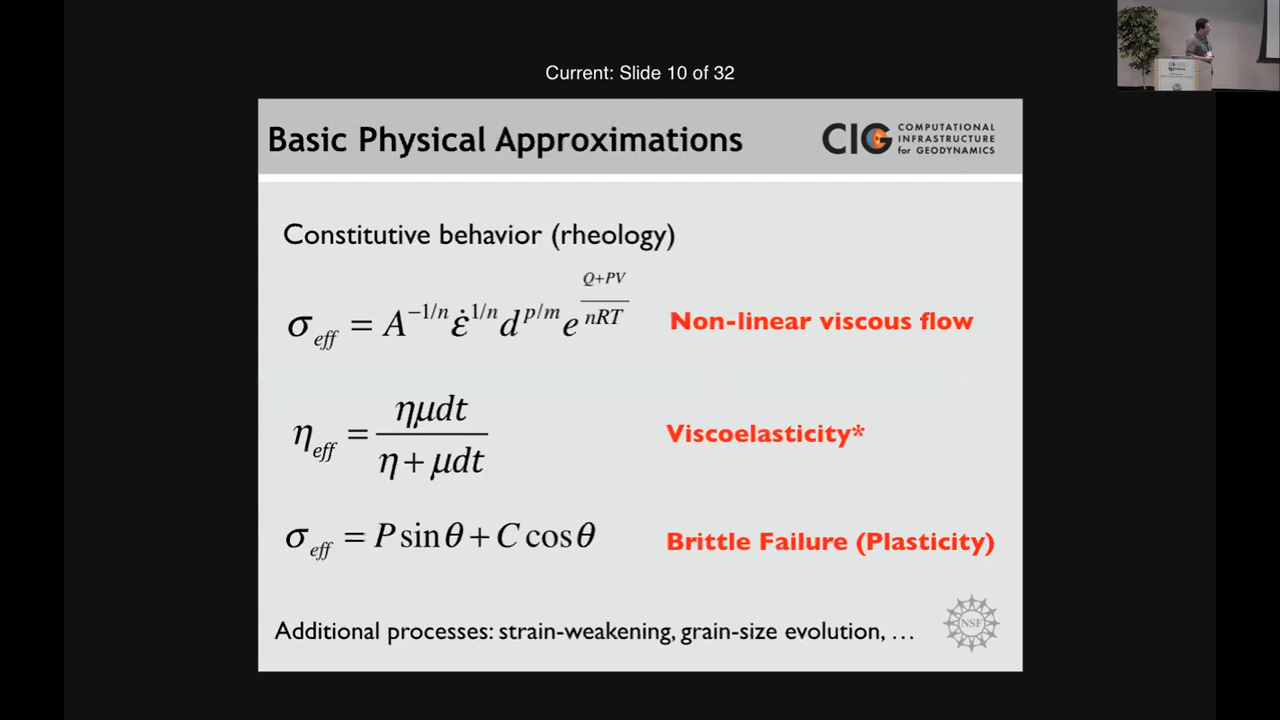 Current: Slide 10 of 32
Basic Physical Approximations
CIG COMPUTATIONAL
INFRASTRUCTURE
for GEODYNAMICS
Constitutive behavior (rheology)
σ_eff = A^{-1/n} ε̇^{1/n} d^{p/m} e^{(Q+PV)/(nRT)}
Non-linear viscous flow
η_eff = ημdt / (η + μdt)
Viscoelasticity*
σ_eff = P sin θ + C cos θ
Brittle Failure (Plasticity)
Additional processes: strain-weakening, grain-size evolution, …
NSF